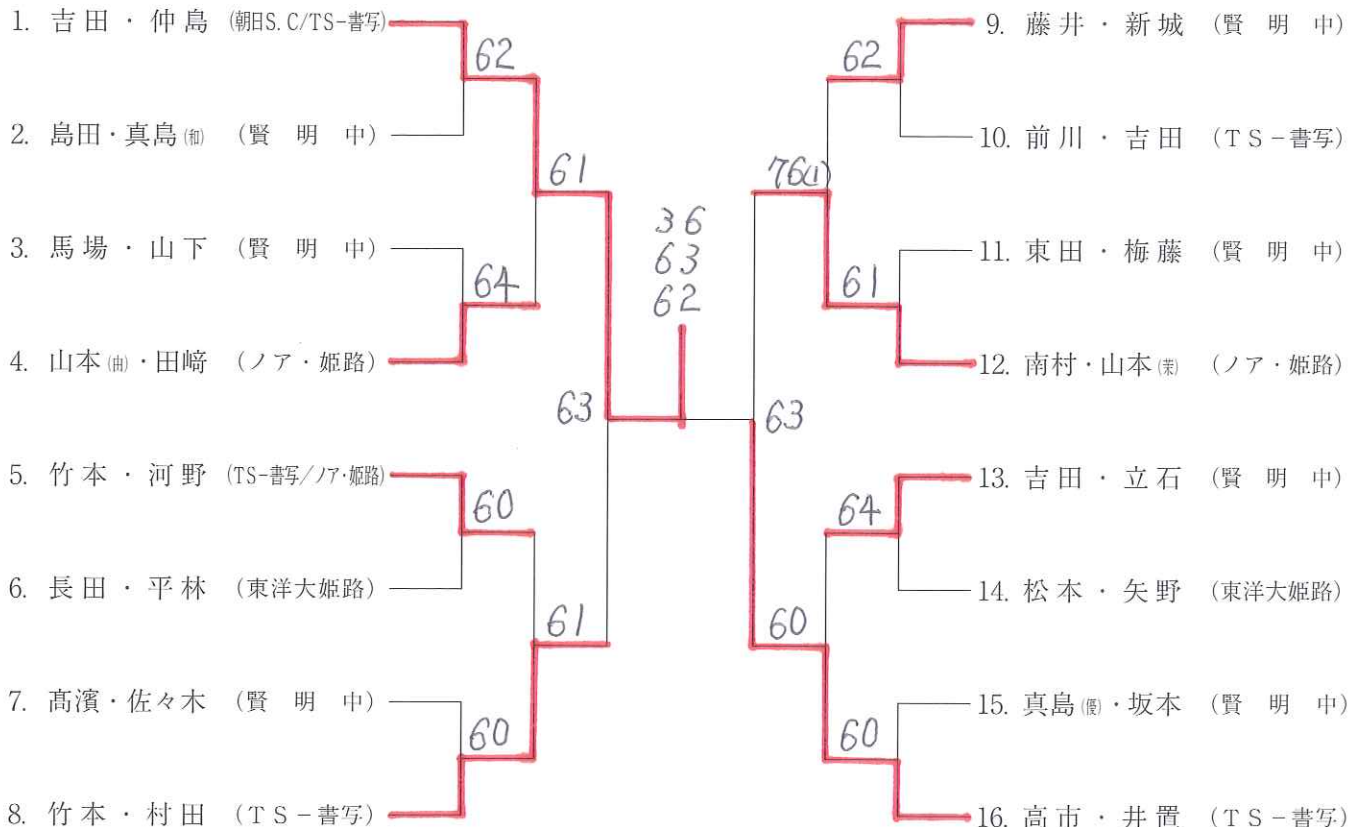 1. 吉田・仲島 (朝日S.C/TS-書写)
62
2. 島田・真島(和) (賢明中)
61
3. 馬場・山下 (賢明中)
64
4. 山本(由)・田﨑 (ノア・姫路)
63
5. 竹本・河野 (TS-書写/ノア・姫路)
60
6. 長田・平林 (東洋大姫路)
61
7. 髙濱・佐々木 (賢明中)
60
8. 竹本・村田 (TS-書写)
36
63
62
9. 藤井・新城 (賢明中)
62
10. 前川・吉田 (TS-書写)
76(1)
11. 東田・梅藤 (賢明中)
61
12. 南村・山本 (ノア・姫路)
63
13. 吉田・立石 (賢明中)
64
14. 松本・矢野 (東洋大姫路)
60
15. 真島(優)・坂本 (賢明中)
60
16. 高市・井置 (TS-書写)